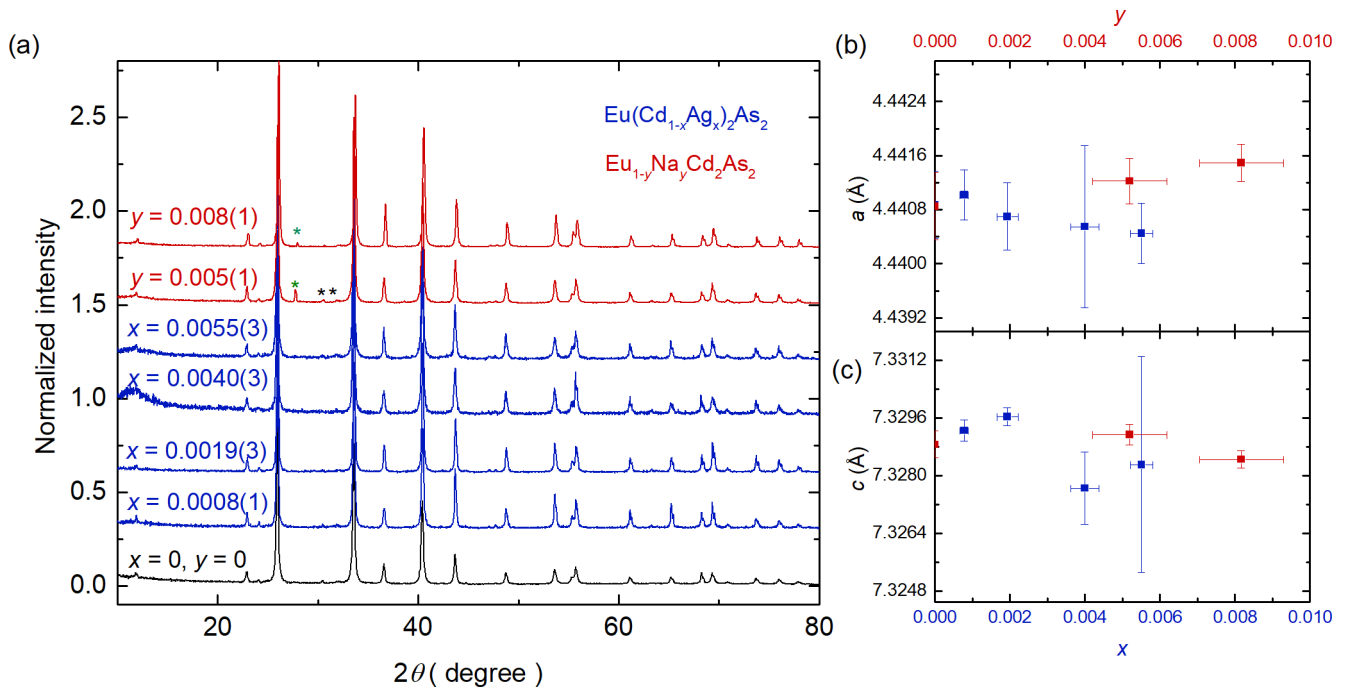 (a)
Normalized intensity
2.5
2.0
1.5
1.0
0.5
0.0
Eu(Cd1-xAgx)2As2
Eu1-yNayCd2As2
y = 0.008(1)
*
y = 0.005(1)
*
**
x = 0.0055(3)
x = 0.0040(3)
x = 0.0019(3)
x = 0.0008(1)
x = 0, y = 0
20 40 60 80
2θ ( degree )
(b)
y
0.000 0.002 0.004 0.006 0.008 0.010
4.4424
4.4416
4.4408
4.4400
4.4392
a (Å)
(c)
7.3312
7.3296
7.3280
7.3264
7.3248
c (Å)
0.000 0.002 0.004 0.006 0.008 0.010
x